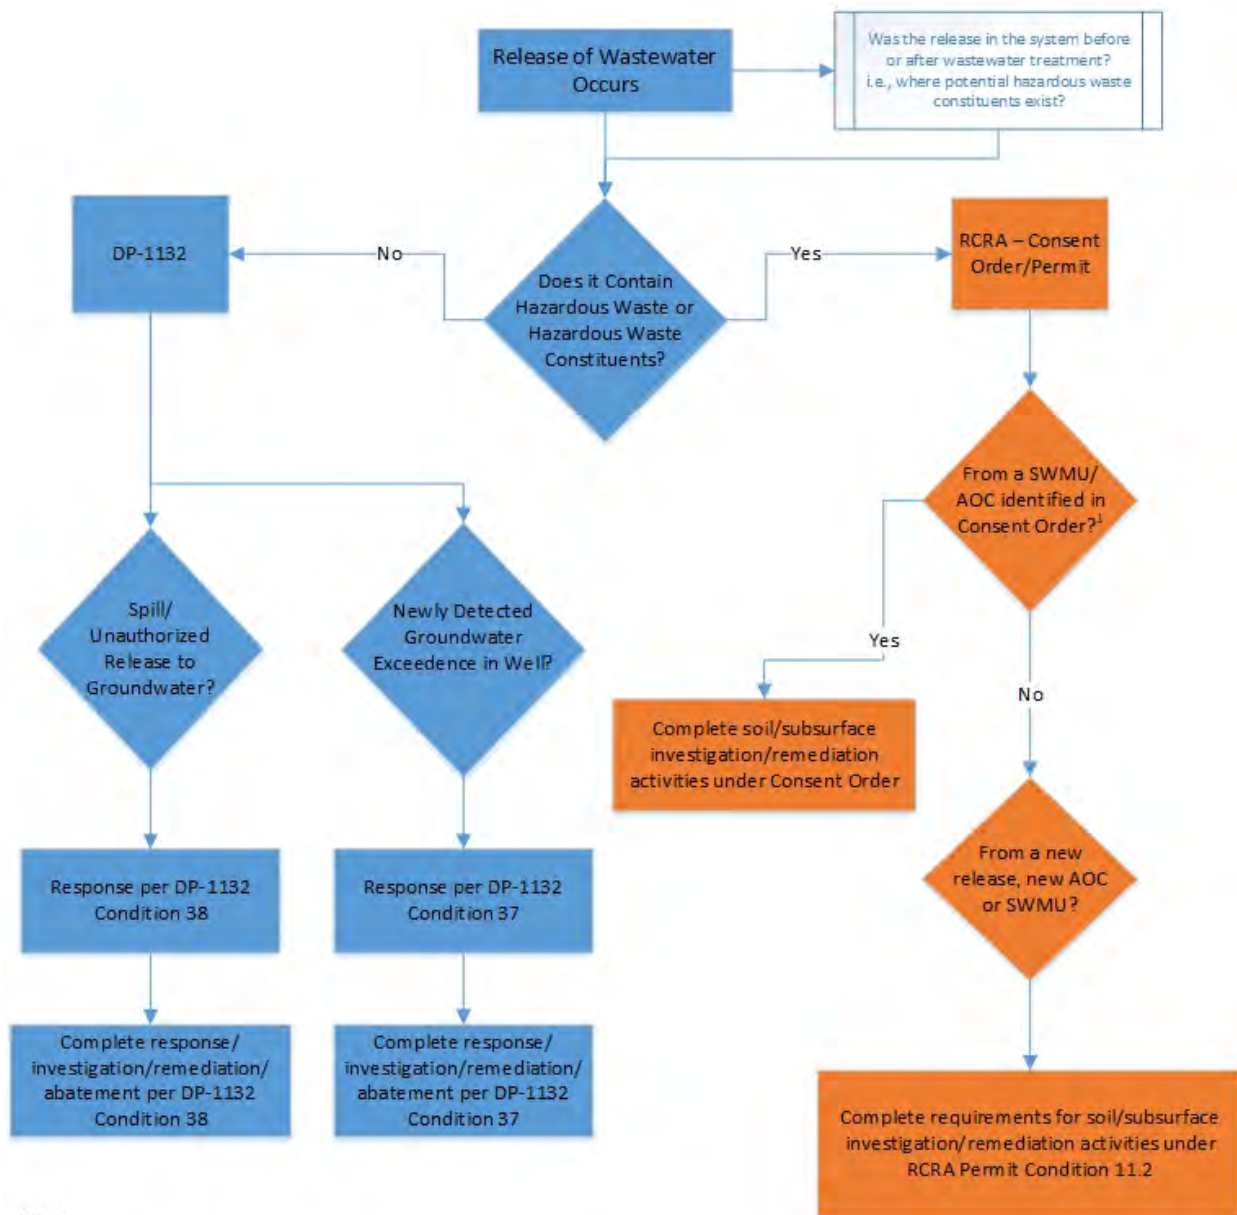 Release of Wastewater
Occurs
Was the release in the system before
or after wastewater treatment?
i.e., where potential hazardous waste
constituents exist?
DP-1132
No
Does it Contain
Hazardous Waste or
Hazardous Waste
Constituents?
Yes
RCRA – Consent
Order/Permit
From a SWMU/
AOC identified in
Consent Order?¹
Spill/
Unauthorized
Release to
Groundwater?
Newly Detected
Groundwater
Exceedence in Well?
Yes
No
Complete soil/subsurface
investigation/remediation
activities under Consent Order
Response per DP-1132
Condition 38
Response per DP-1132
Condition 37
From a new
release, new AOC
or SWMU?
Complete response/
investigation/remediation/
abatement per DP-1132
Condition 38
Complete response/
investigation/remediation/
abatement per DP-1132
Condition 37
Complete requirements for soil/subsurface
investigation/remediation activities under
RCRA Permit Condition 11.2